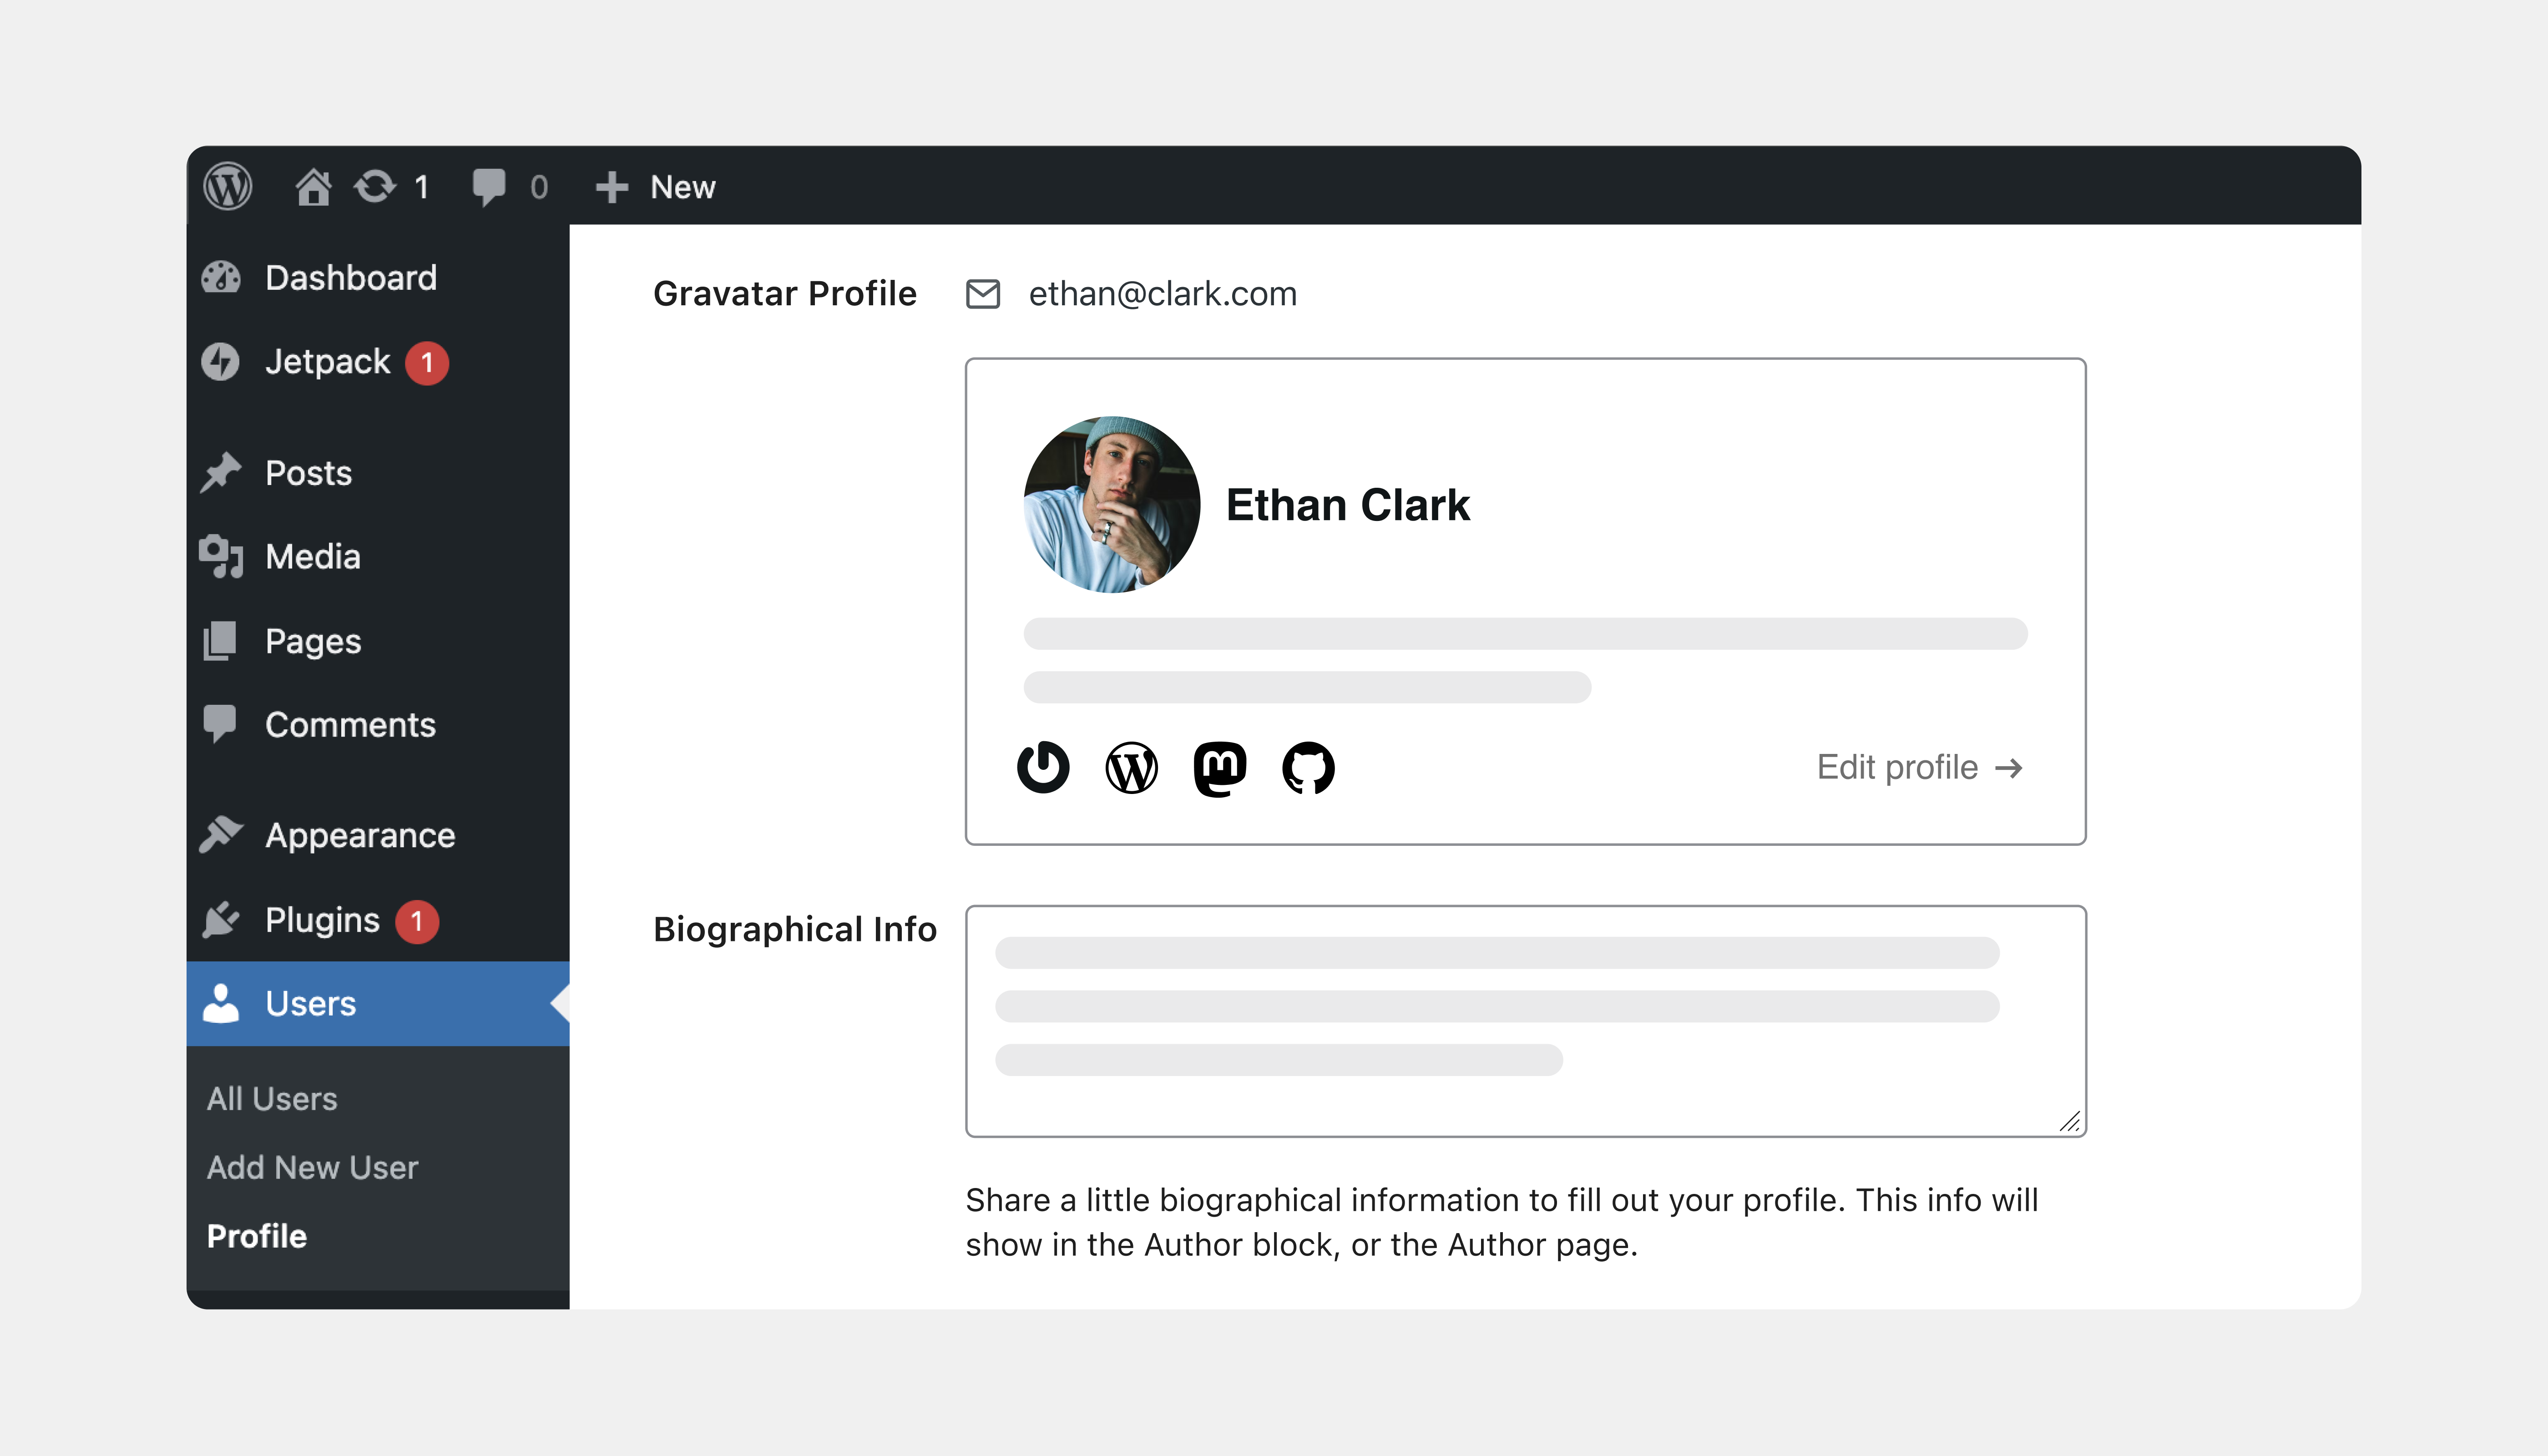 1
0
New
Dashboard
Jetpack 1
Posts
Media
Pages
Comments
Appearance
Plugins 1
Users
All Users
Add New User
Profile
Gravatar Profile
ethan@clark.com
Ethan Clark
Edit profile →
Biographical Info
Share a little biographical information to fill out your profile. This info will
show in the Author block, or the Author page.